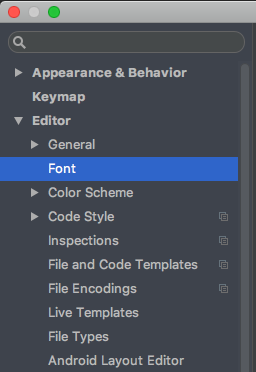 Appearance & Behavior
Keymap
Editor
General
Font
Color Scheme
Code Style
Inspections
File and Code Templates
File Encodings
Live Templates
File Types
Android Layout Editor